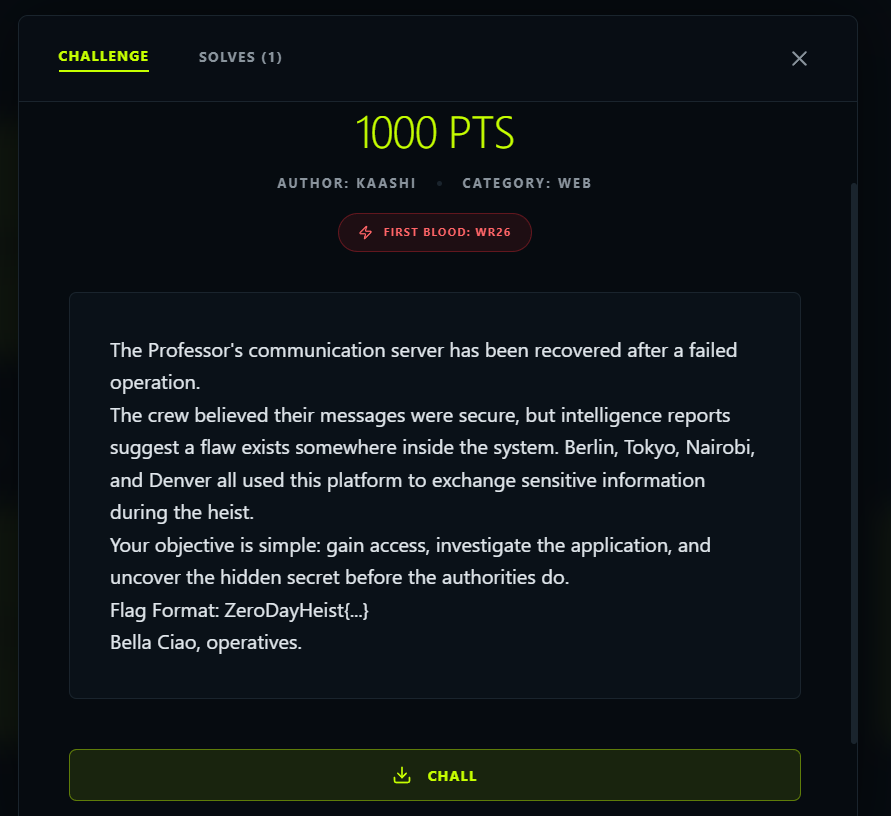 CHALLENGE SOLVES (1)
1000 PTS
AUTHOR: KAASHI • CATEGORY: WEB
FIRST BLOOD: WR26
The Professor's communication server has been recovered after a failed
operation.
The crew believed their messages were secure, but intelligence reports
suggest a flaw exists somewhere inside the system. Berlin, Tokyo, Nairobi,
and Denver all used this platform to exchange sensitive information
during the heist.
Your objective is simple: gain access, investigate the application, and
uncover the hidden secret before the authorities do.
Flag Format: ZeroDayHeist{...}
Bella Ciao, operatives.
CHALL